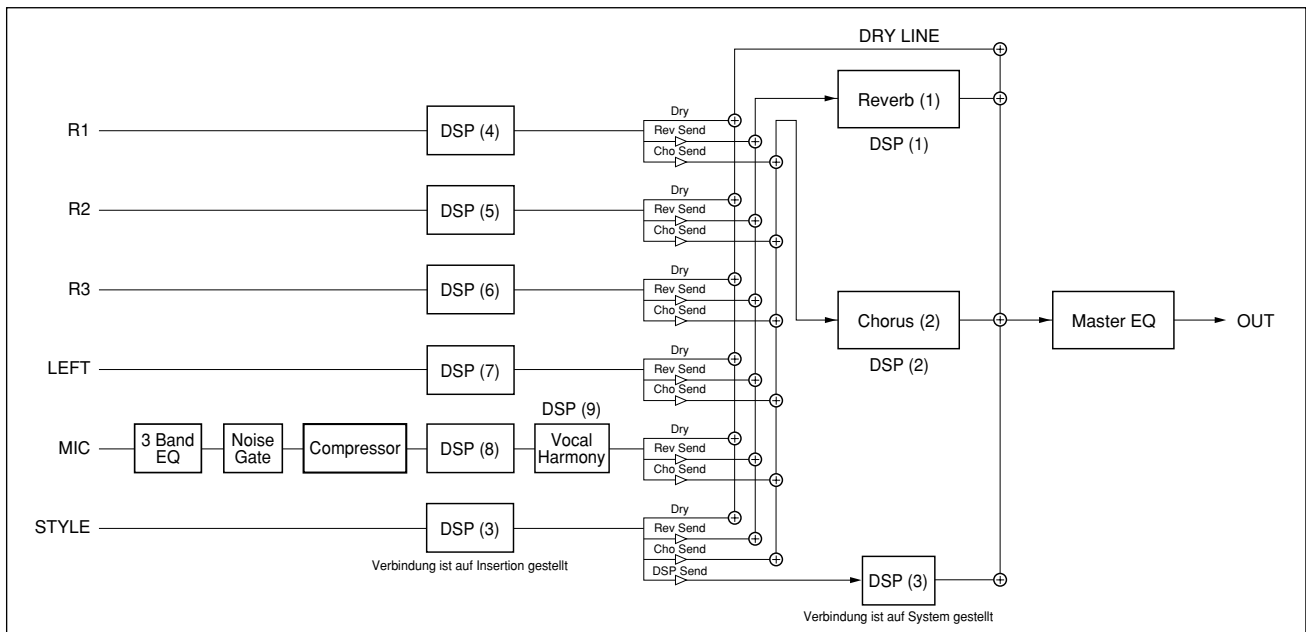 DRY LINE
Reverb (1)
DSP (1)
R1
DSP (4)
Dry
Rev Send
Cho Send
R2
DSP (5)
Dry
Rev Send
Cho Send
R3
DSP (6)
Dry
Rev Send
Cho Send
Chorus (2)
DSP (2)
Master EQ
OUT
LEFT
DSP (7)
Dry
Rev Send
Cho Send
MIC
3 Band
EQ
Noise
Gate
Compressor
DSP (8)
DSP (9)
Vocal
Harmony
Dry
Rev Send
Cho Send
STYLE
DSP (3)
Verbindung ist auf Insertion gestellt
Dry
Rev Send
Cho Send
DSP Send
DSP (3)
Verbindung ist auf System gestellt